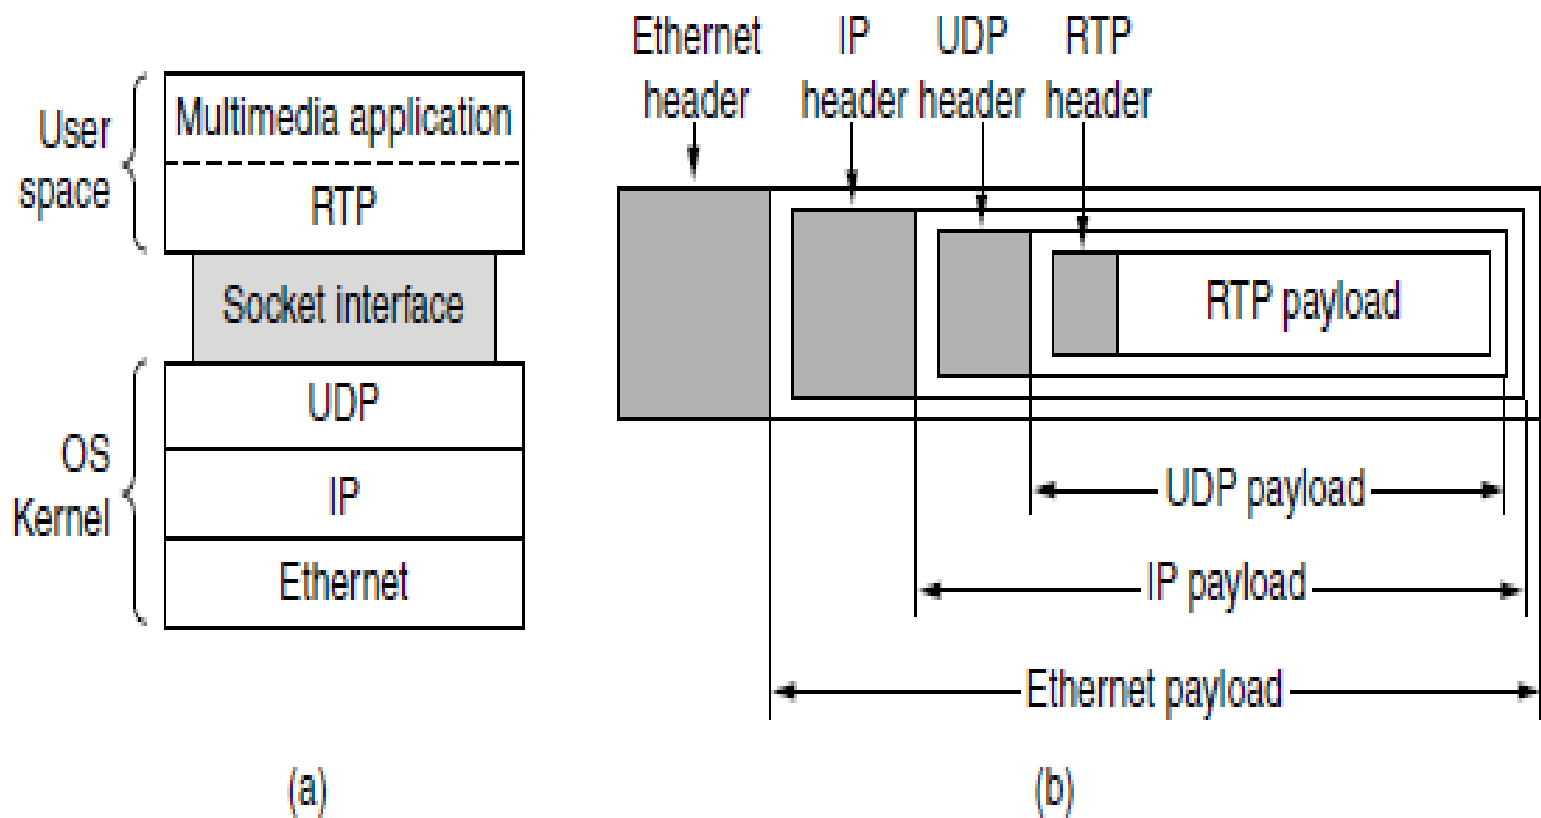 User
space
Multimedia application
RTP
Socket interface
OS
Kernel
UDP
IP
Ethernet
(a)
Ethernet
header
IP
header
UDP
header
RTP
header
RTP payload
UDP payload
IP payload
Ethernet payload
(b)